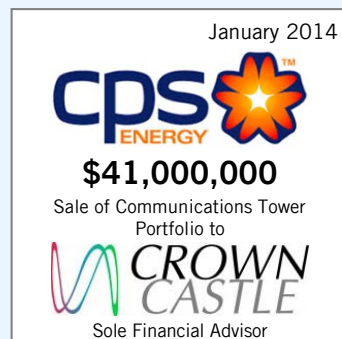 January 2014
cps
ENERGY
TM
$41,000,000
Sale of Communications Tower
Portfolio to
CROWN
CASTLE
Sole Financial Advisor